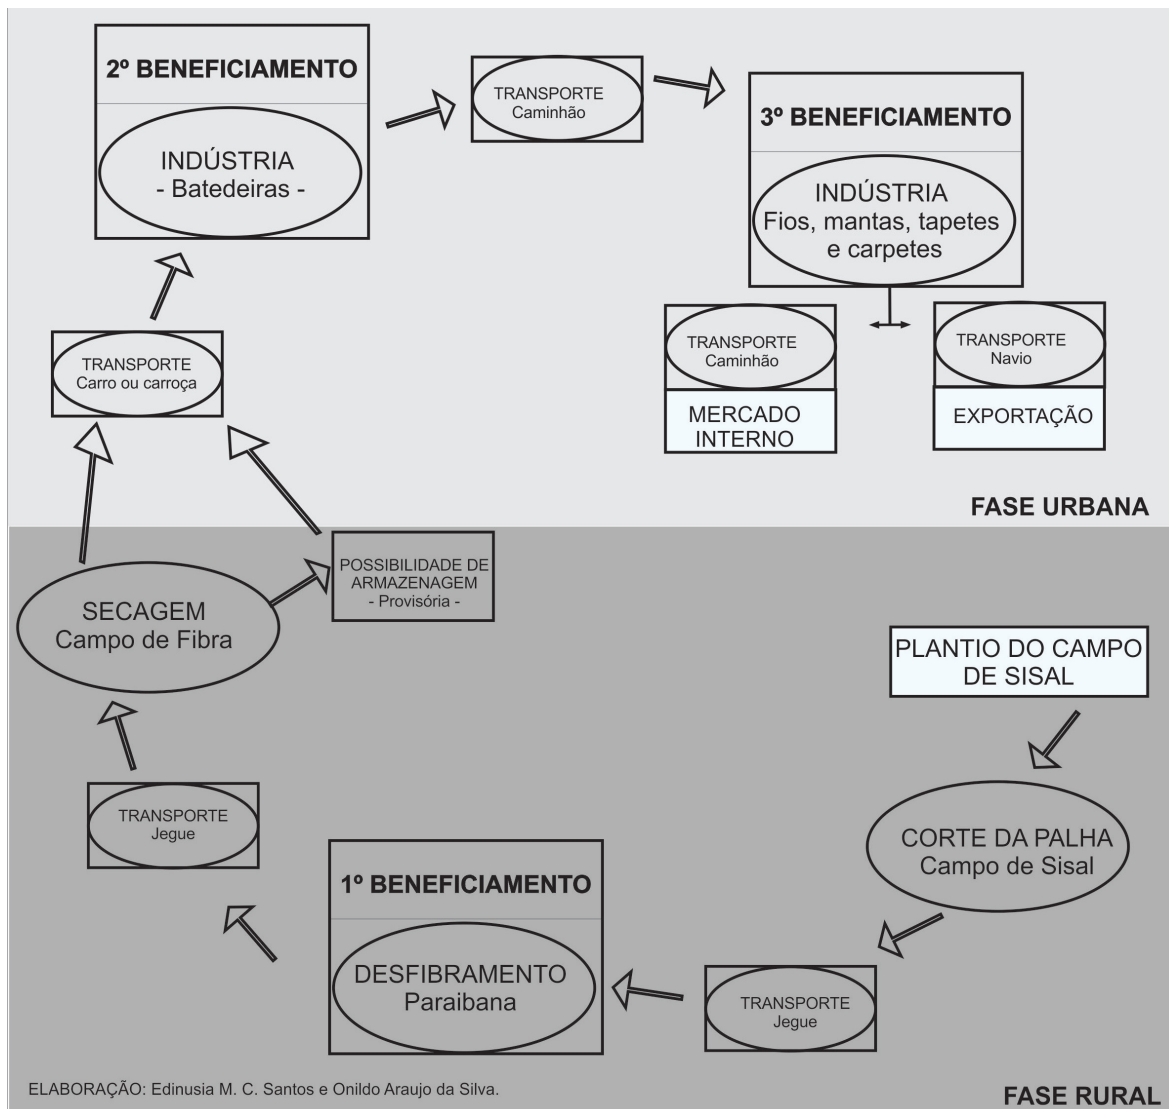 2º BENEFICIAMENTO
INDÚSTRIA
- Batedeiras -
TRANSPORTE
Caminhão
3º BENEFICIAMENTO
INDÚSTRIA
Fios, mantas, tapetes
e carpetes
TRANSPORTE
Carro ou carroça
TRANSPORTE
Caminhão
MERCADO
INTERNO
TRANSPORTE
Navio
EXPORTAÇÃO
FASE URBANA
SECAGEM
Campo de Fibra
POSSIBILIDADE DE
ARMAZENAGEM
- Provisória -
PLANTIO DO CAMPO
DE SISAL
CORTE DA PALHA
Campo de Sisal
TRANSPORTE
Jegue
1º BENEFICIAMENTO
DESFIBRAMENTO
Paraibana
TRANSPORTE
Jegue
ELABORAÇÃO: Edinusia M. C. Santos e Onildo Araujo da Silva.
FASE RURAL